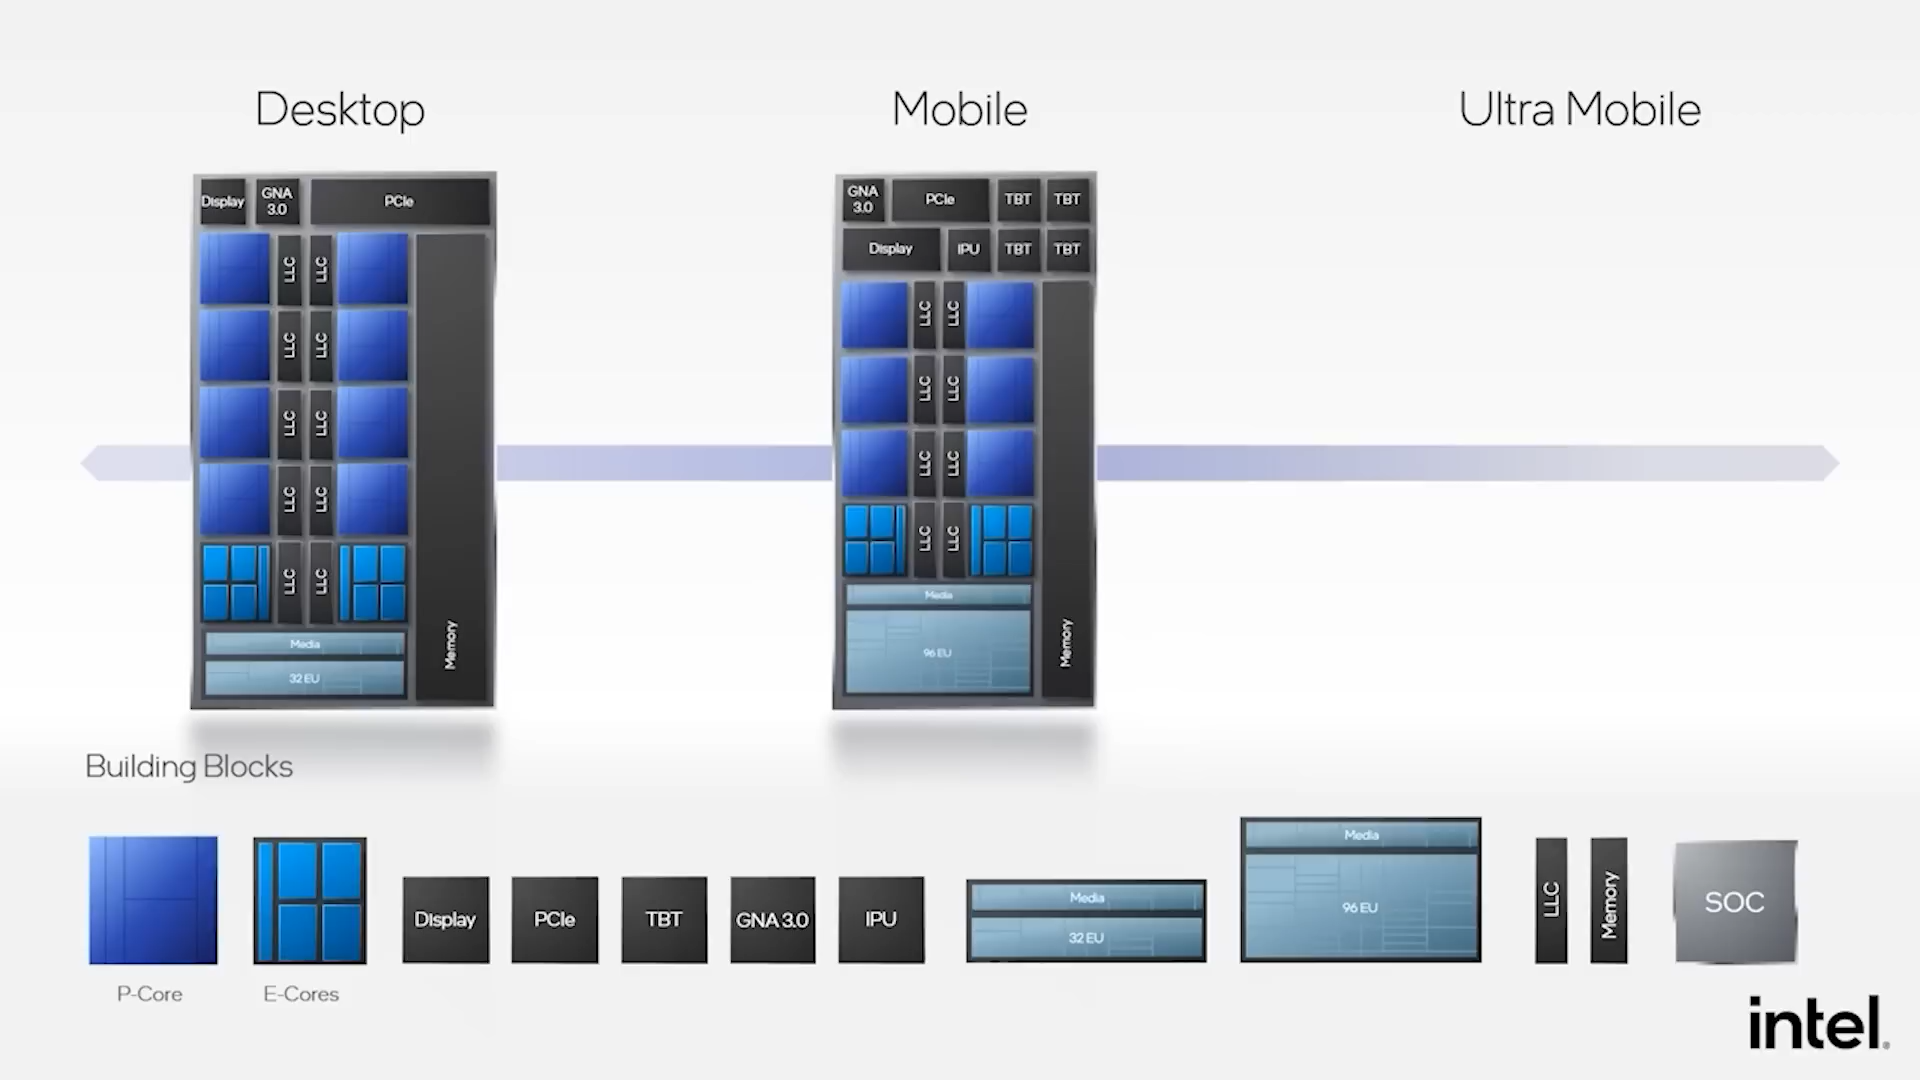 Desktop
Mobile
Ultra Mobile
Display
GNA
3.0
PCIe
LLC
LLC
LLC
LLC
LLC
LLC
LLC
LLC
LLC
LLC
Memory
Media
32 EU
GNA
3.0
PCIe
TBT
TBT
Display
IPU
TBT
TBT
LLC
LLC
LLC
LLC
LLC
LLC
LLC
LLC
Media
96 EU
Memory
Building Blocks
P-Core
E-Cores
Display
PCIe
TBT
GNA 3.0
IPU
Media
32 EU
Media
96 EU
LLC
Memory
SOC
intel.